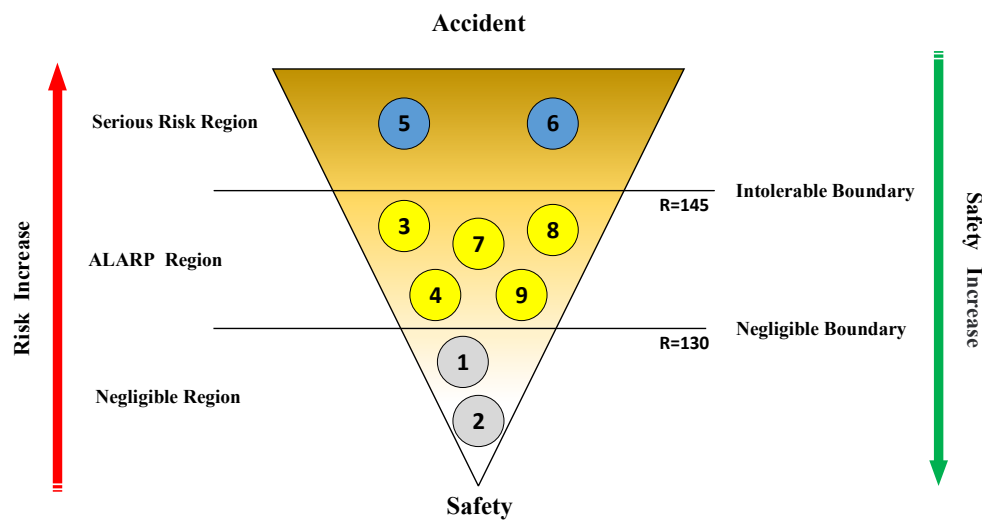 Accident
Serious Risk Region
5
6
Intolerable Boundary
R=145
3
7
8
ALARP Region
4
9
Negligible Boundary
R=130
1
Negligible Region
2
Safety
Risk Increase
Safety Increase